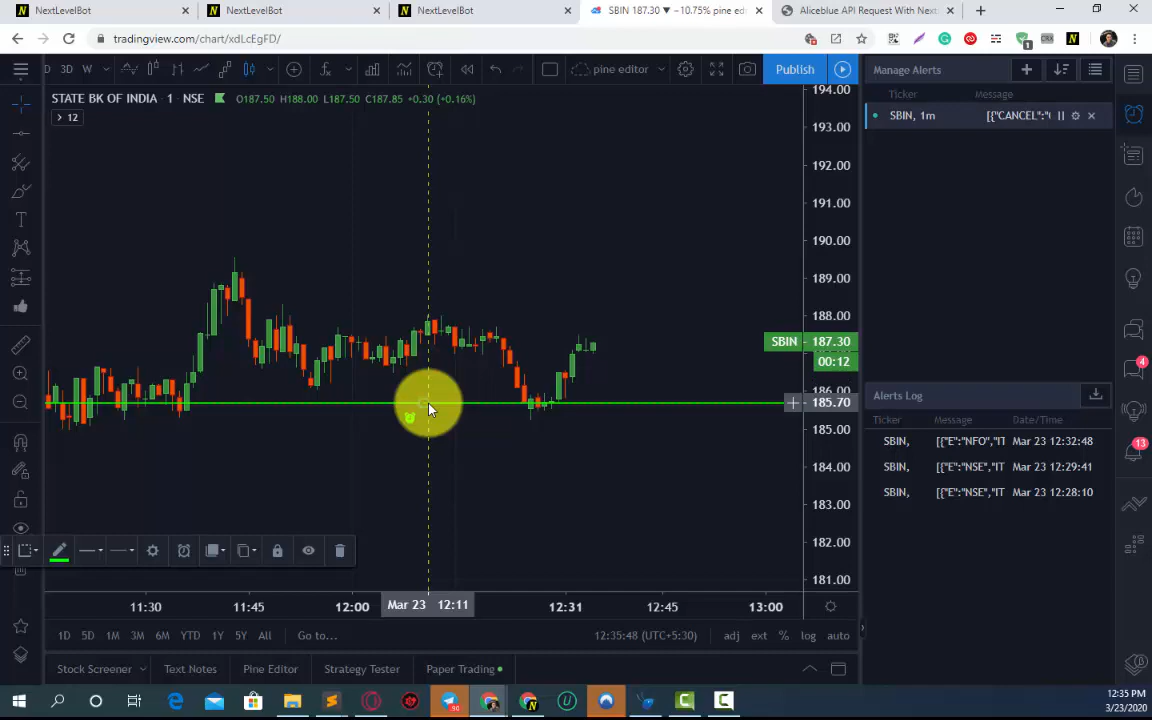 NextLevelBot
NextLevelBot
NextLevelBot
SBIN 187.30 ▼ −10.75% pine ed
Aliceblue API Request With Next
tradingview.com/chart/xdLcEgFD/
D 3D W
pine editor
Publish
Manage Alerts
STATE BK OF INDIA · 1 · NSE
O187.50 H188.00 L187.50 C187.85 +0.30 (+0.16%)
12
Ticker Message
SBIN, 1m [{"CANCEL":"
194.00
193.00
192.00
191.00
190.00
189.00
188.00
SBIN 187.30
00:12
186.00
185.70
185.00
184.00
183.00
182.00
181.00
Alerts Log
Ticker Message Date/Time
SBIN, [{"E":"NFO","IT Mar 23 12:32:48
SBIN, [{"E":"NSE","IT Mar 23 12:29:41
SBIN, [{"E":"NSE","IT Mar 23 12:28:10
4
13
11:30 11:45 12:00 Mar 23 12:11 12:31 12:45 13:00
1D 5D 1M 3M 6M YTD 1Y 5Y All Go to... 12:35:48 (UTC+5:30) adj ext % log auto
Stock Screener Text Notes Pine Editor Strategy Tester Paper Trading
12:35 PM
3/23/2020